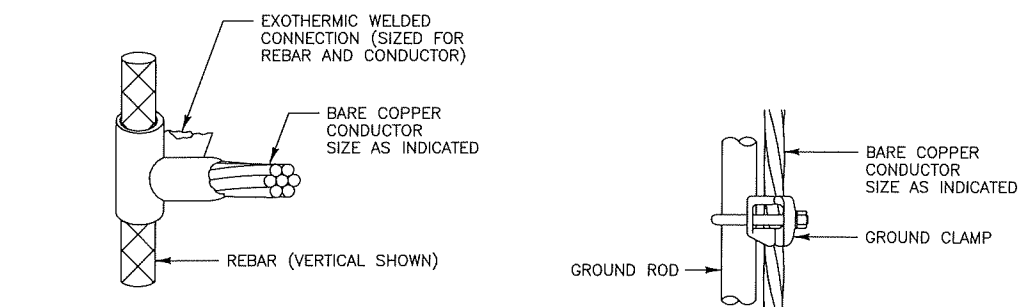 EXOTHERMIC WELDED
CONNECTION (SIZED FOR
REBAR AND CONDUCTOR)
BARE COPPER
CONDUCTOR
SIZE AS INDICATED
REBAR (VERTICAL SHOWN)
BARE COPPER
CONDUCTOR
SIZE AS INDICATED
GROUND CLAMP
GROUND ROD